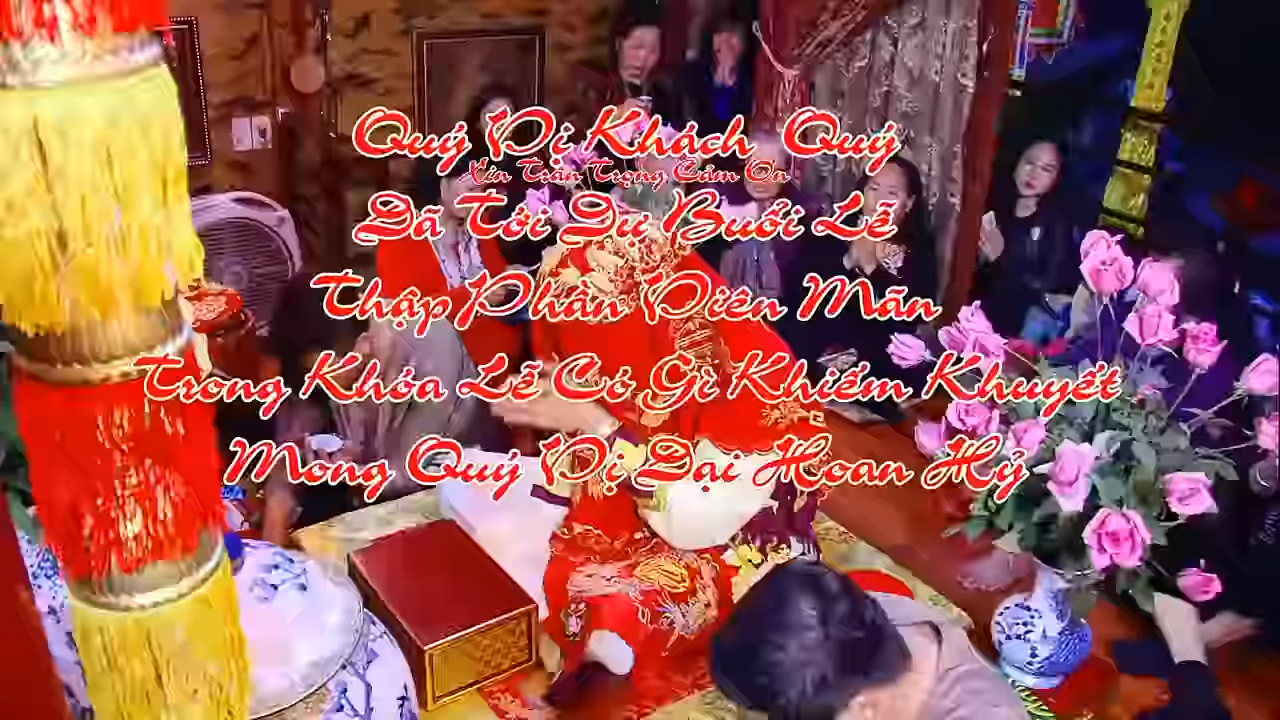 Quý Vị Khách Quý
Xin Trân Trọng Cảm Ơn
Đã Tới Dự Buổi Lễ
Thập Phần Viên Mãn
Trong Khóa Lễ Có Gì Khiếm Khuyết
Mong Quý Vị Đại Hoan Hỷ